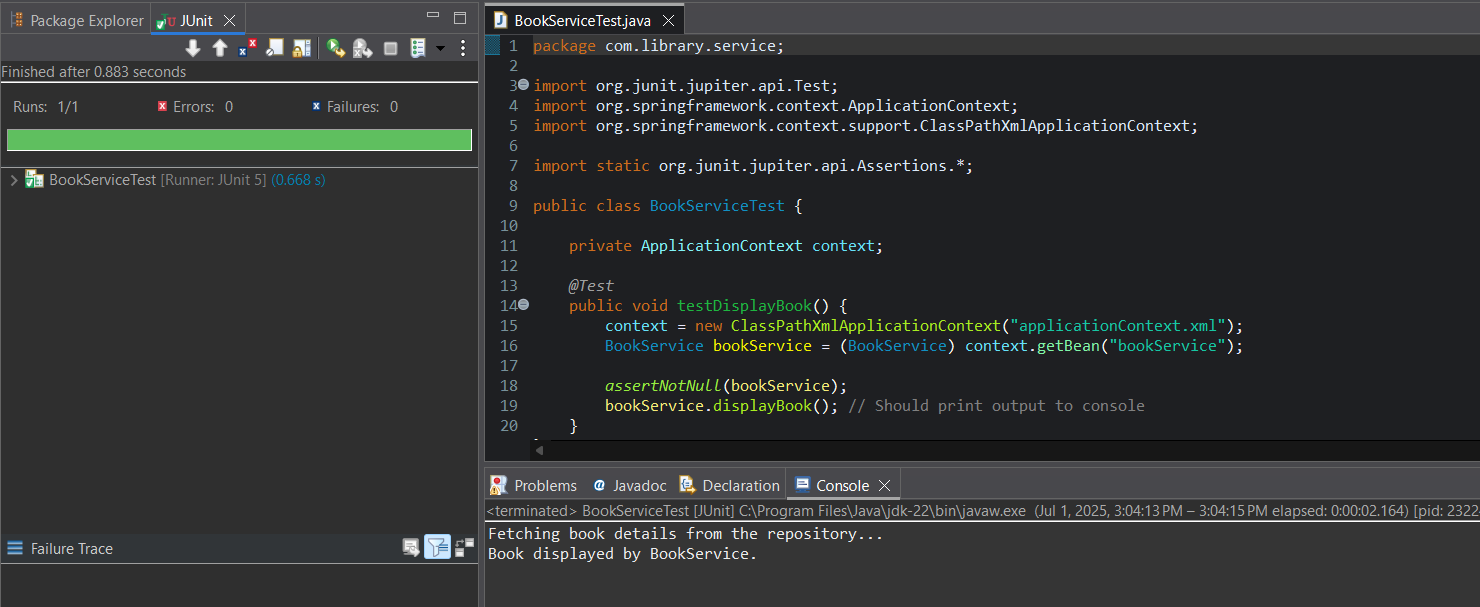 Package Explorer
JUnit
Finished after 0.883 seconds
Runs: 1/1
Errors: 0
Failures: 0
BookServiceTest [Runner: JUnit 5] (0.668 s)
Failure Trace
BookServiceTest.java
1 package com.library.service;
2
3 import org.junit.jupiter.api.Test;
4 import org.springframework.context.ApplicationContext;
5 import org.springframework.context.support.ClassPathXmlApplicationContext;
6
7 import static org.junit.jupiter.api.Assertions.*;
8
9 public class BookServiceTest {
10
11     private ApplicationContext context;
12
13     @Test
14     public void testDisplayBook() {
15         context = new ClassPathXmlApplicationContext("applicationContext.xml");
16         BookService bookService = (BookService) context.getBean("bookService");
17
18         assertNotNull(bookService);
19         bookService.displayBook(); // Should print output to console
20     }
Problems
Javadoc
Declaration
Console
<terminated> BookServiceTest [JUnit] C:\Program Files\Java\jdk-22\bin\javaw.exe (Jul 1, 2025, 3:04:13 PM – 3:04:15 PM elapsed: 0:00:02.164) [pid: 2322
Fetching book details from the repository...
Book displayed by BookService.